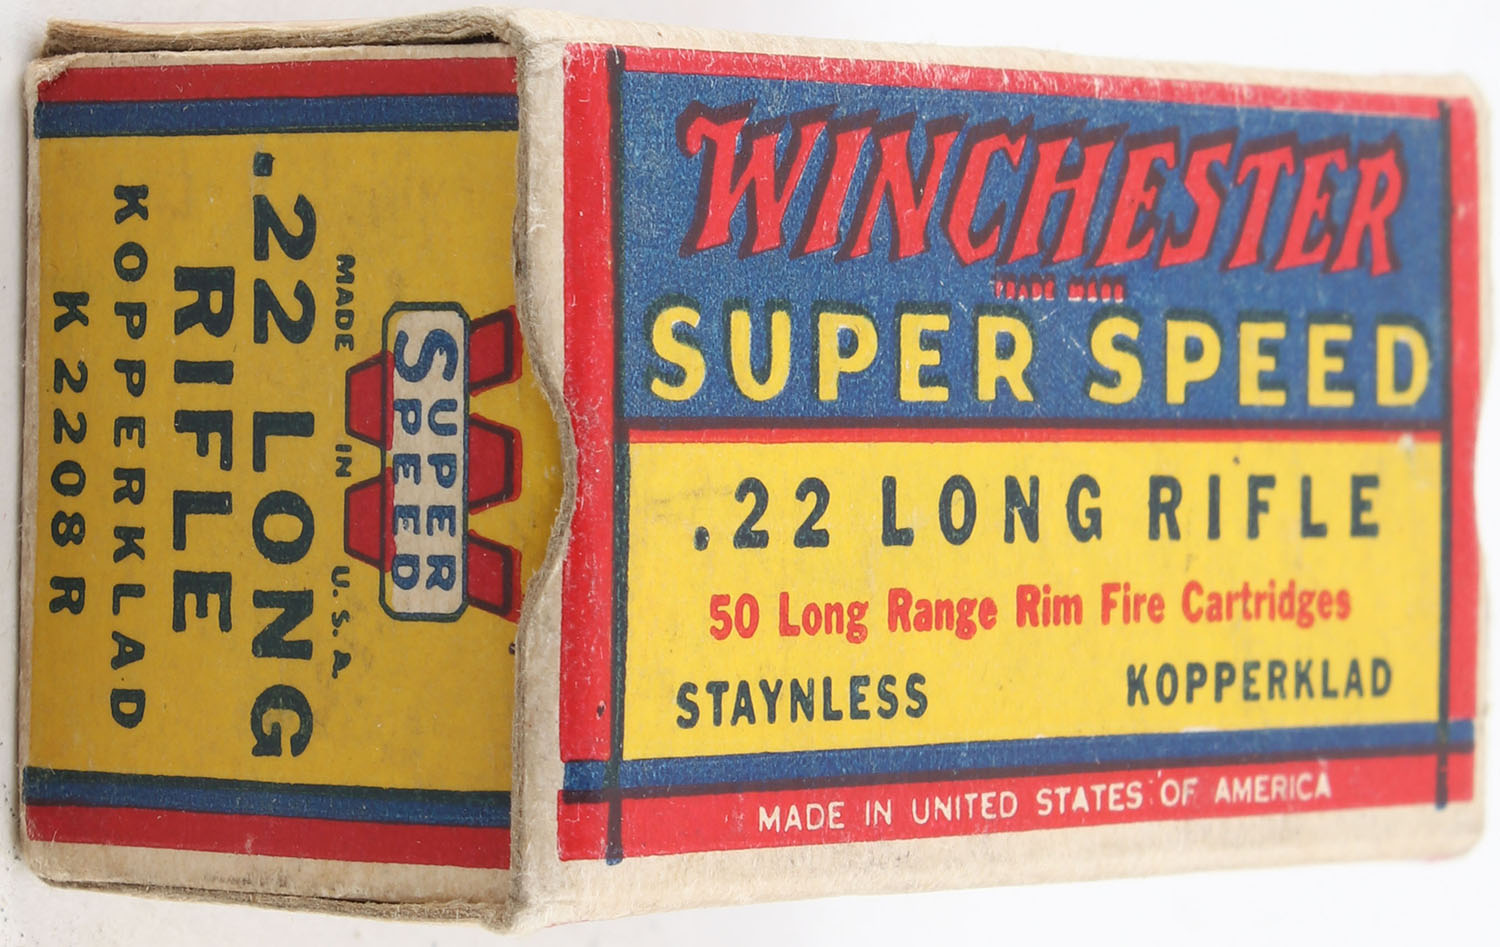 WINCHESTER
TRADE MARK
SUPER SPEED
.22 LONG RIFLE
50 Long Range Rim Fire Cartridges
STAYNLESS KOPPERKLAD
MADE IN UNITED STATES OF AMERICA
SUPER
SPEED
MADE IN U.S.A.
.22 LONG
RIFLE
KOPPERKLAD
K2208R